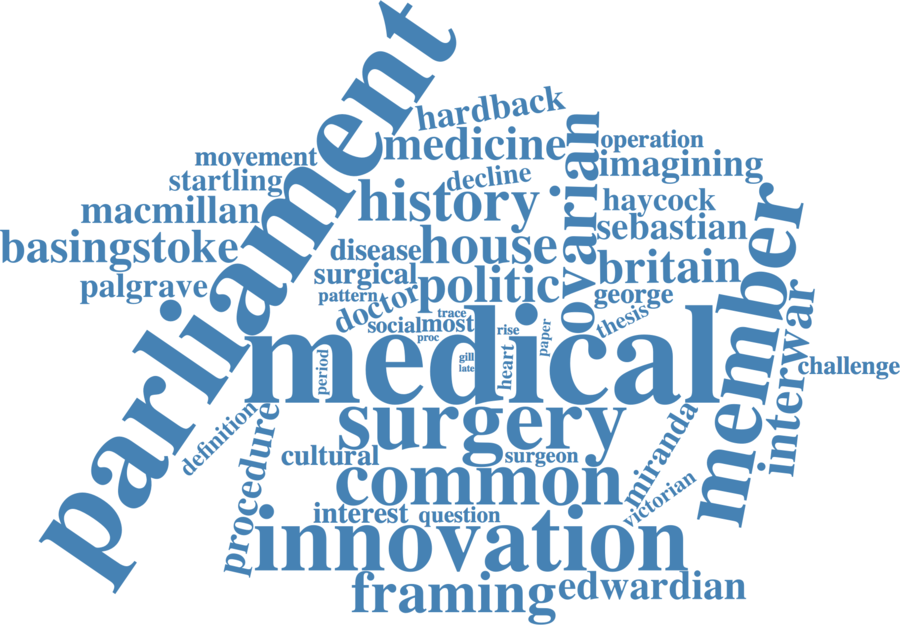 parliament
hardback
medicine
ovarian
operation
imagining
movement
startling
decline
macmillan
history
haycock
member
sebastian
basingstoke
disease
house
britain
surgical
palgrave
pattern
doctor
politic
george
interwar
thesis
social
most
trace
proc
rise
paper
medical
period
gill
late
heart
challenge
definition
surgery
procedure
cultural
surgeon
miranda
common
victorian
interest
question
innovation
framing
edwardian